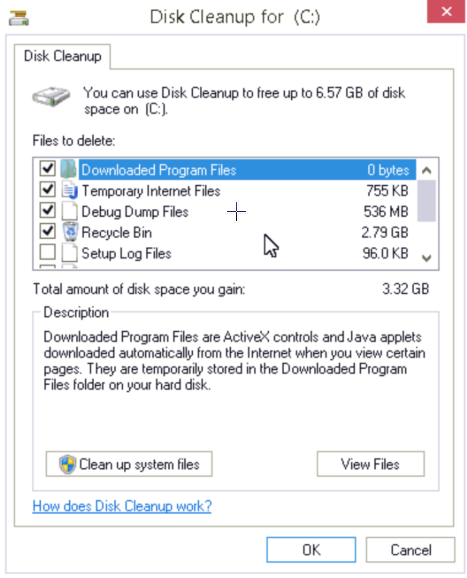 Disk Cleanup for (C:)
Disk Cleanup
You can use Disk Cleanup to free up to 6.57 GB of disk
space on (C:).
Files to delete:
Downloaded Program Files 0 bytes
Temporary Internet Files 755 KB
Debug Dump Files 536 MB
Recycle Bin 2.79 GB
Setup Log Files 96.0 KB
Total amount of disk space you gain: 3.32 GB
Description
Downloaded Program Files are ActiveX controls and Java applets
downloaded automatically from the Internet when you view certain
pages. They are temporarily stored in the Downloaded Program
Files folder on your hard disk.
Clean up system files View Files
How does Disk Cleanup work?
OK Cancel